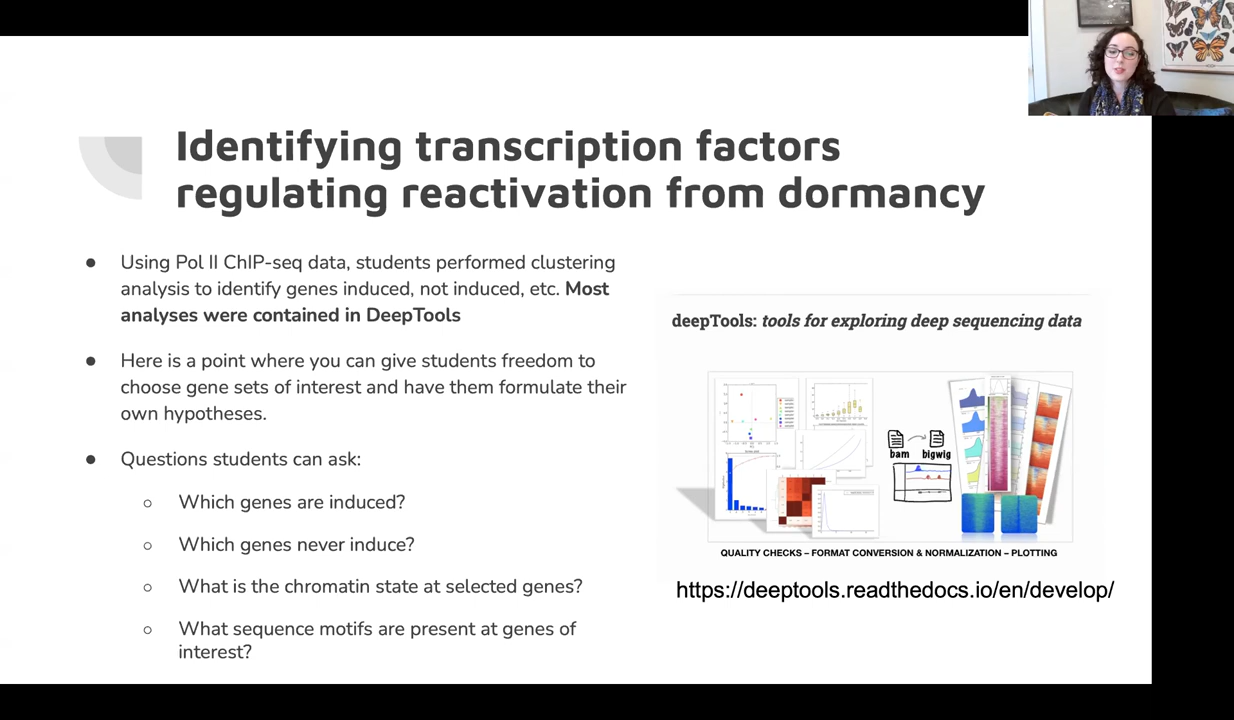 Identifying transcription factors
regulating reactivation from dormancy
● Using Pol II ChIP-seq data, students performed clustering
analysis to identify genes induced, not induced, etc. Most
analyses were contained in DeepTools
● Here is a point where you can give students freedom to
choose gene sets of interest and have them formulate their
own hypotheses.
● Questions students can ask:
○ Which genes are induced?
○ Which genes never induce?
○ What is the chromatin state at selected genes?
○ What sequence motifs are present at genes of
interest?
deepTools: tools for exploring deep sequencing data
bam bigwig
QUALITY CHECKS – FORMAT CONVERSION & NORMALIZATION – PLOTTING
https://deeptools.readthedocs.io/en/develop/